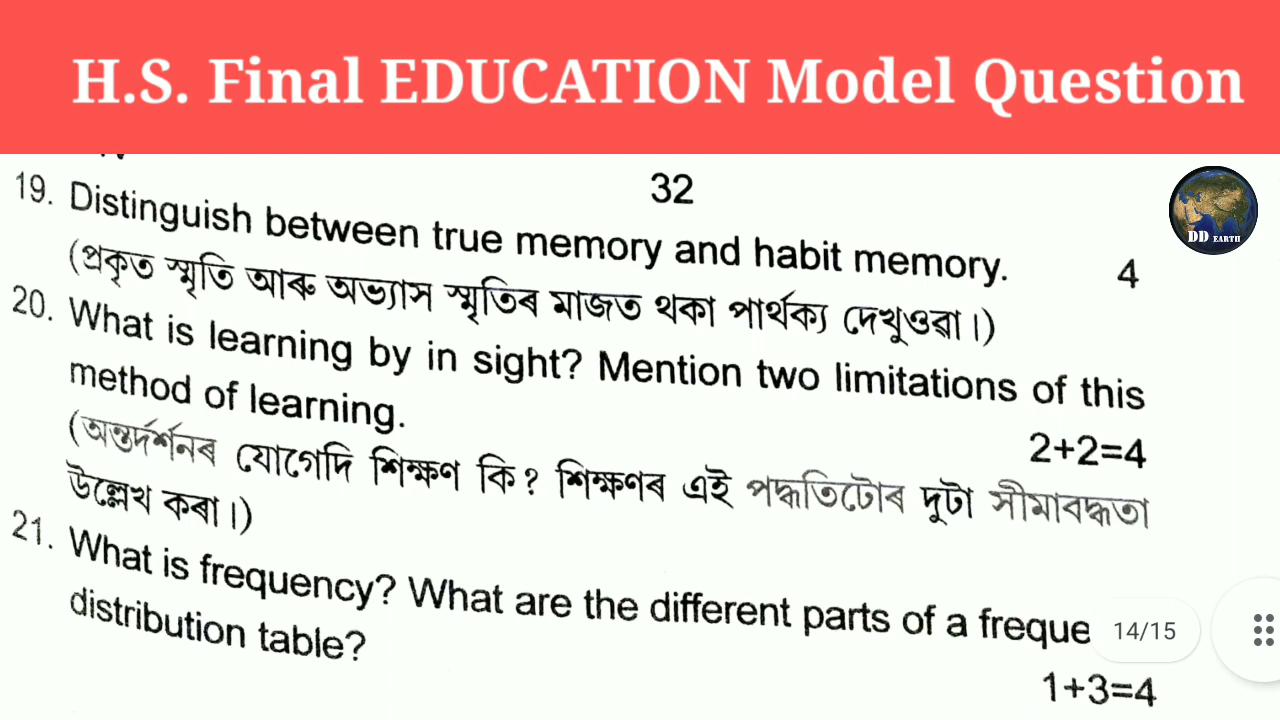 H.S. Final EDUCATION Model Question
32
DD EARTH
19. Distinguish between true memory and habit memory. 4
(প্ৰকৃত স্মৃতি আৰু অভ্যাস স্মৃতিৰ মাজত থকা পাৰ্থক্য দেখুওৱা।)
20. What is learning by in sight? Mention two limitations of this
method of learning. 2+2=4
(অন্তৰ্দৰ্শনৰ যোগেদি শিক্ষণ কি? শিক্ষণৰ এই পদ্ধতিটোৰ দুটা সীমাবদ্ধতা
উল্লেখ কৰা।)
21. What is frequency? What are the different parts of a freque
distribution table? 1+3=4
14/15